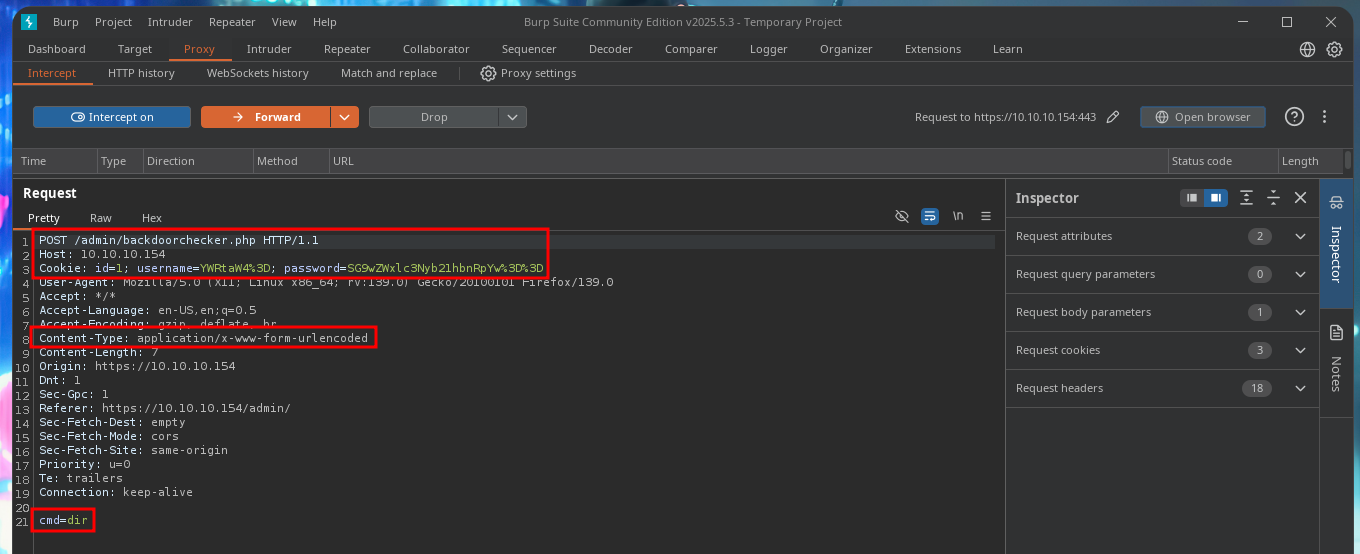 Burp Project Intruder Repeater View Help Burp Suite Community Edition v2025.5.3 - Temporary Project
Dashboard Target Proxy Intruder Repeater Collaborator Sequencer Decoder Comparer Logger Organizer Extensions Learn
Intercept HTTP history WebSockets history Match and replace Proxy settings
Intercept on Forward Drop Request to https://10.10.10.154:443 Open browser
Time Type Direction Method URL Status code Length
Request
Pretty Raw Hex \n
1 POST /admin/backdoorchecker.php HTTP/1.1
2 Host: 10.10.10.154
3 Cookie: id=1; username=YWRtaW4%3D; password=SG9wZWxlc3Nyb21hbnRpYw%3D%3D
4 User-Agent: Mozilla/5.0 (X11; Linux x86_64; rv:139.0) Gecko/20100101 Firefox/139.0
5 Accept: */*
6 Accept-Language: en-US,en;q=0.5
7 Accept-Encoding: gzip, deflate, br
8 Content-Type: application/x-www-form-urlencoded
9 Content-Length: 7
10 Origin: https://10.10.10.154
11 Dnt: 1
12 Sec-Gpc: 1
13 Referer: https://10.10.10.154/admin/
14 Sec-Fetch-Dest: empty
15 Sec-Fetch-Mode: cors
16 Sec-Fetch-Site: same-origin
17 Priority: u=0
18 Te: trailers
19 Connection: keep-alive
20
21 cmd=dir
Inspector
Request attributes 2
Request query parameters 0
Request body parameters 1
Request cookies 3
Request headers 18
Inspector
Notes